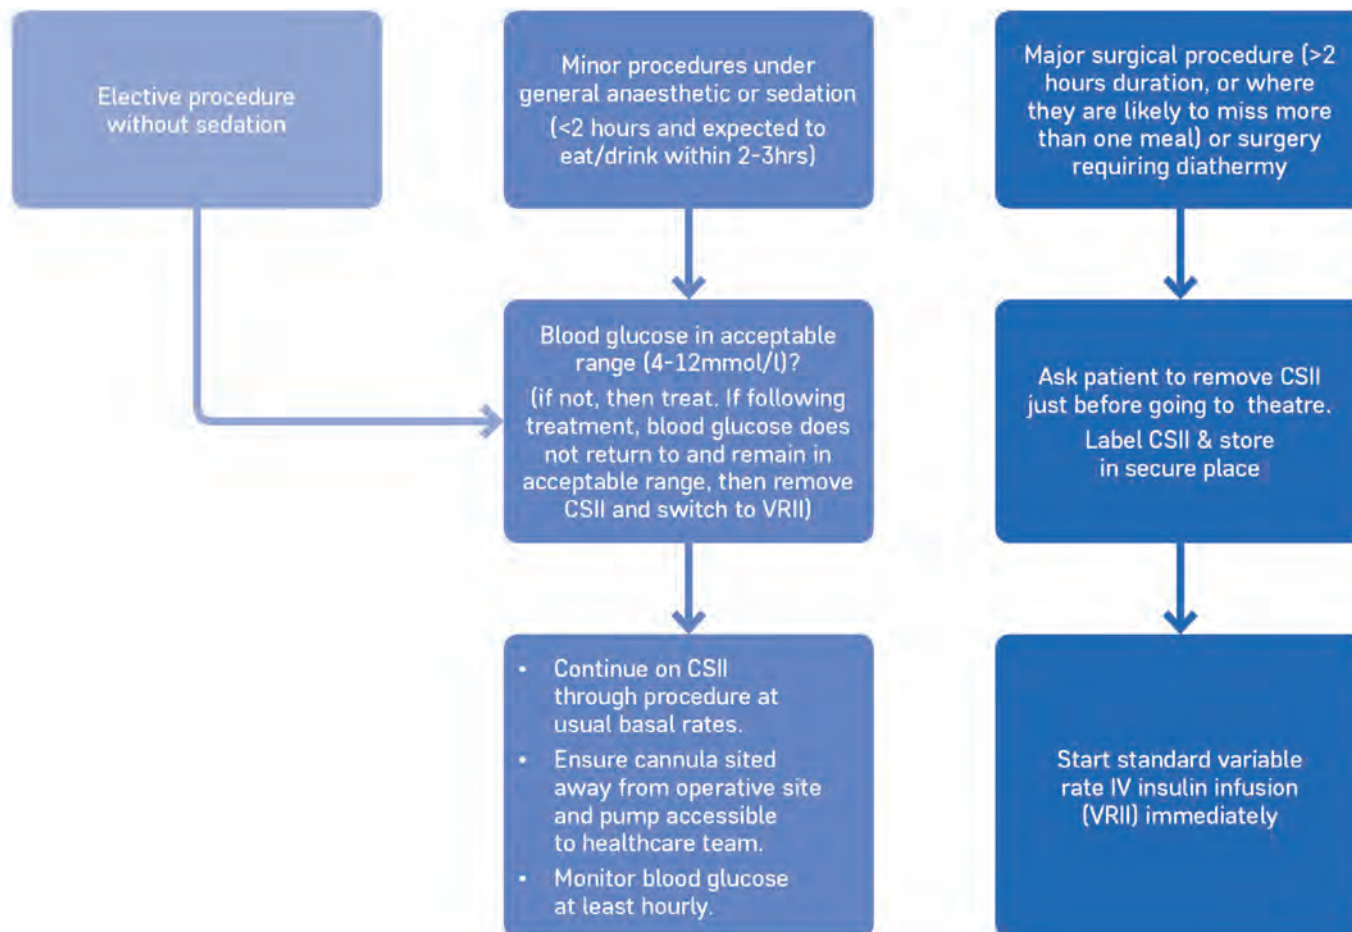 Elective procedure
without sedation
Minor procedures under
general anaesthetic or sedation
(<2 hours and expected to
eat/drink within 2-3hrs)
Major surgical procedure (>2
hours duration, or where
they are likely to miss more
than one meal) or surgery
requiring diathermy
Blood glucose in acceptable
range (4-12mmol/l)?
(if not, then treat. If following
treatment, blood glucose does
not return to and remain in
acceptable range, then remove
CSII and switch to VRII)
Ask patient to remove CSII
just before going to theatre.
Label CSII & store
in secure place
• Continue on CSII
through procedure at
usual basal rates.
• Ensure cannula sited
away from operative site
and pump accessible
to healthcare team.
• Monitor blood glucose
at least hourly.
Start standard variable
rate IV insulin infusion
(VRII) immediately